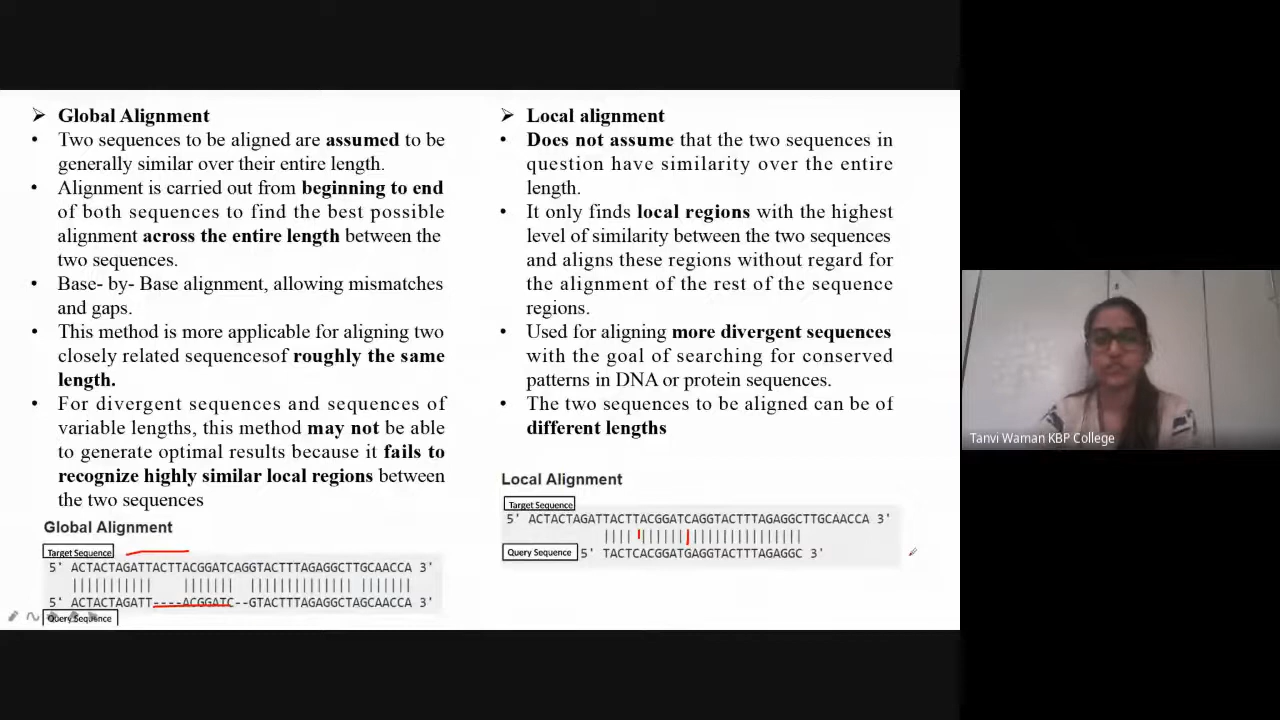 ➢ Global Alignment
• Two sequences to be aligned are assumed to be
generally similar over their entire length.
• Alignment is carried out from beginning to end
of both sequences to find the best possible
alignment across the entire length between the
two sequences.
• Base- by- Base alignment, allowing mismatches
and gaps.
• This method is more applicable for aligning two
closely related sequencesof roughly the same
length.
• For divergent sequences and sequences of
variable lengths, this method may not be able
to generate optimal results because it fails to
recognize highly similar local regions between
the two sequences
Global Alignment
Target Sequence
5' ACTACTAGATTACTTACGGATCAGGTACTTTAGAGGCTTGCAACCA 3'
5' ACTACTAGATT----ACGGATC--GTACTTTAGAGGCTAGCAACCA 3'
Query Sequence
➢ Local alignment
• Does not assume that the two sequences in
question have similarity over the entire
length.
• It only finds local regions with the highest
level of similarity between the two sequences
and aligns these regions without regard for
the alignment of the rest of the sequence
regions.
• Used for aligning more divergent sequences
with the goal of searching for conserved
patterns in DNA or protein sequences.
• The two sequences to be aligned can be of
different lengths
Local Alignment
Target Sequence
5' ACTACTAGATTACTTACGGATCAGGTACTTTAGAGGCTTGCAACCA 3'
Query Sequence 5' TACTCACGGATGAGGTACTTTAGAGGC 3'
Tanvi Waman KBP College